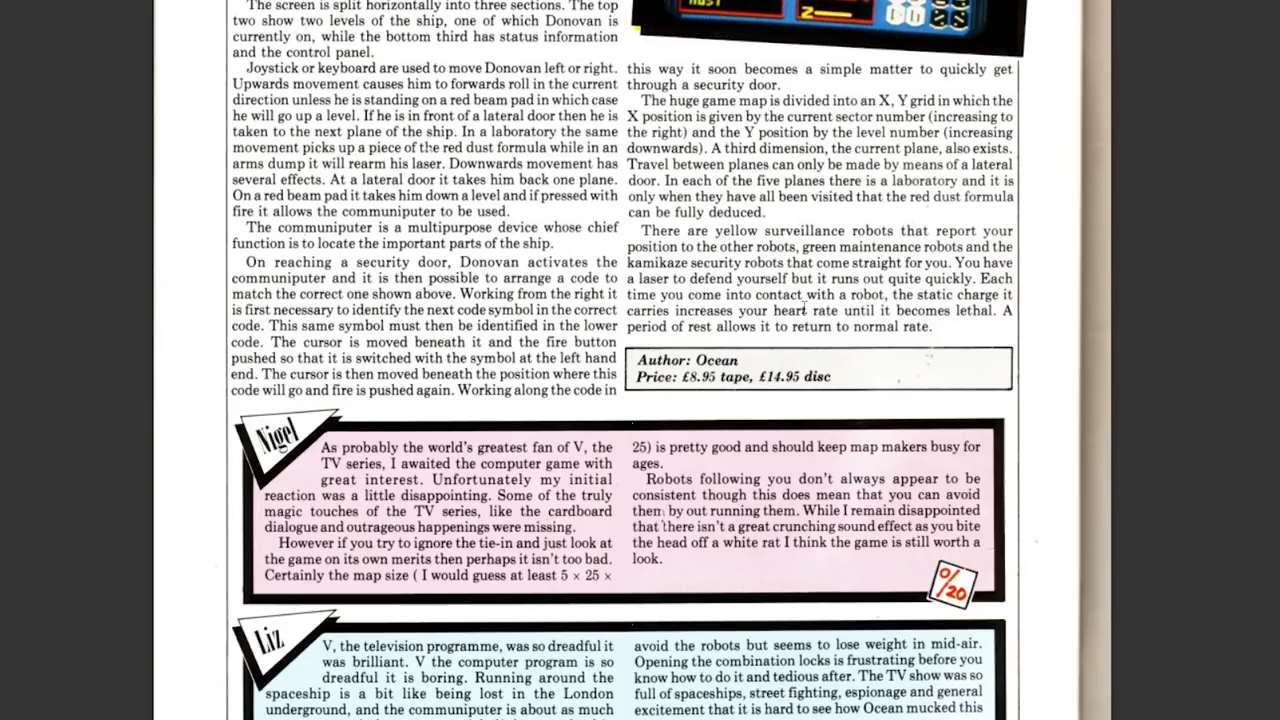 The screen is split horizontally into three sections. The top
two show two levels of the ship, one of which Donovan is
currently on, while the bottom third has status information
and the control panel.
Joystick or keyboard are used to move Donovan left or right.
Upwards movement causes him to forwards roll in the current
direction unless he is standing on a red beam pad in which case
he will go up a level. If he is in front of a lateral door then he is
taken to the next plane of the ship. In a laboratory the same
movement picks up a piece of the red dust formula while in an
arms dump it will rearm his laser. Downwards movement has
several effects. At a lateral door it takes him back one plane.
On a red beam pad it takes him down a level and if pressed with
fire it allows the communiputer to be used.
The communiputer is a multipurpose device whose chief
function is to locate the important parts of the ship.
On reaching a security door, Donovan activates the
communiputer and it is then possible to arrange a code to
match the correct one shown above. Working from the right it
is first necessary to identify the next code symbol in the correct
code. This same symbol must then be identified in the lower
code. The cursor is moved beneath it and the fire button
pushed so that it is switched with the symbol at the left hand
end. The cursor is then moved beneath the position where this
code will go and fire is pushed again. Working along the code in
this way it soon becomes a simple matter to quickly get
through a security door.
The huge game map is divided into an X, Y grid in which the
X position is given by the current sector number (increasing to
the right) and the Y position by the level number (increasing
downwards). A third dimension, the current plane, also exists.
Travel between planes can only be made by means of a lateral
door. In each of the five planes there is a laboratory and it is
only when they have all been visited that the red dust formula
can be fully deduced.
There are yellow surveillance robots that report your
position to the other robots, green maintenance robots and the
kamikaze security robots that come straight for you. You have
a laser to defend yourself but it runs out quite quickly. Each
time you come into contact with a robot, the static charge it
carries increases your heart rate until it becomes lethal. A
period of rest allows it to return to normal rate.
Author: Ocean
Price: £8.95 tape, £14.95 disc
Nigel
As probably the world's greatest fan of V, the
TV series, I awaited the computer game with
great interest. Unfortunately my initial
reaction was a little disappointing. Some of the truly
magic touches of the TV series, like the cardboard
dialogue and outrageous happenings were missing.
However if you try to ignore the tie-in and just look at
the game on its own merits then perhaps it isn't too bad.
Certainly the map size ( I would guess at least 5 × 25 ×
25) is pretty good and should keep map makers busy for
ages.
Robots following you don't always appear to be
consistent though this does mean that you can avoid
them by out running them. While I remain disappointed
that there isn't a great crunching sound effect as you bite
the head off a white rat I think the game is still worth a
look.
0/20
Liz
V, the television programme, was so dreadful it
was brilliant. V the computer program is so
dreadful it is boring. Running around the
spaceship is a bit like being lost in the London
underground, and the communiputer is about as much
avoid the robots but seems to lose weight in mid-air.
Opening the combination locks is frustrating before you
know how to do it and tedious after. The TV show was so
full of spaceships, street fighting, espionage and general
excitement that it is hard to see how Ocean mucked this